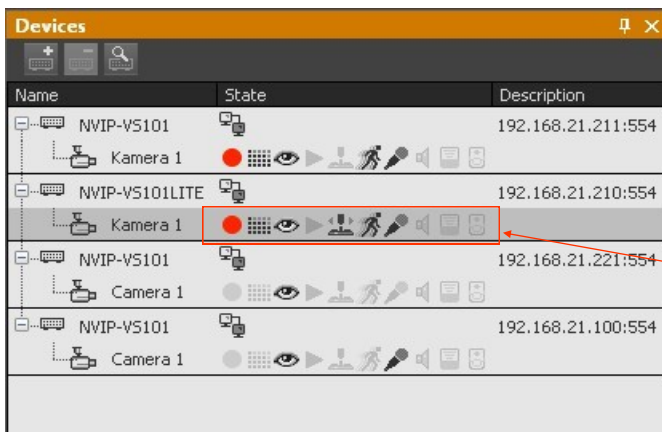 Devices
Name State Description
NVIP-VS101 192.168.21.211:554
Kamera 1
NVIP-VS101LITE 192.168.21.210:554
Kamera 1
NVIP-VS101 192.168.21.221:554
Camera 1
NVIP-VS101 192.168.21.100:554
Camera 1